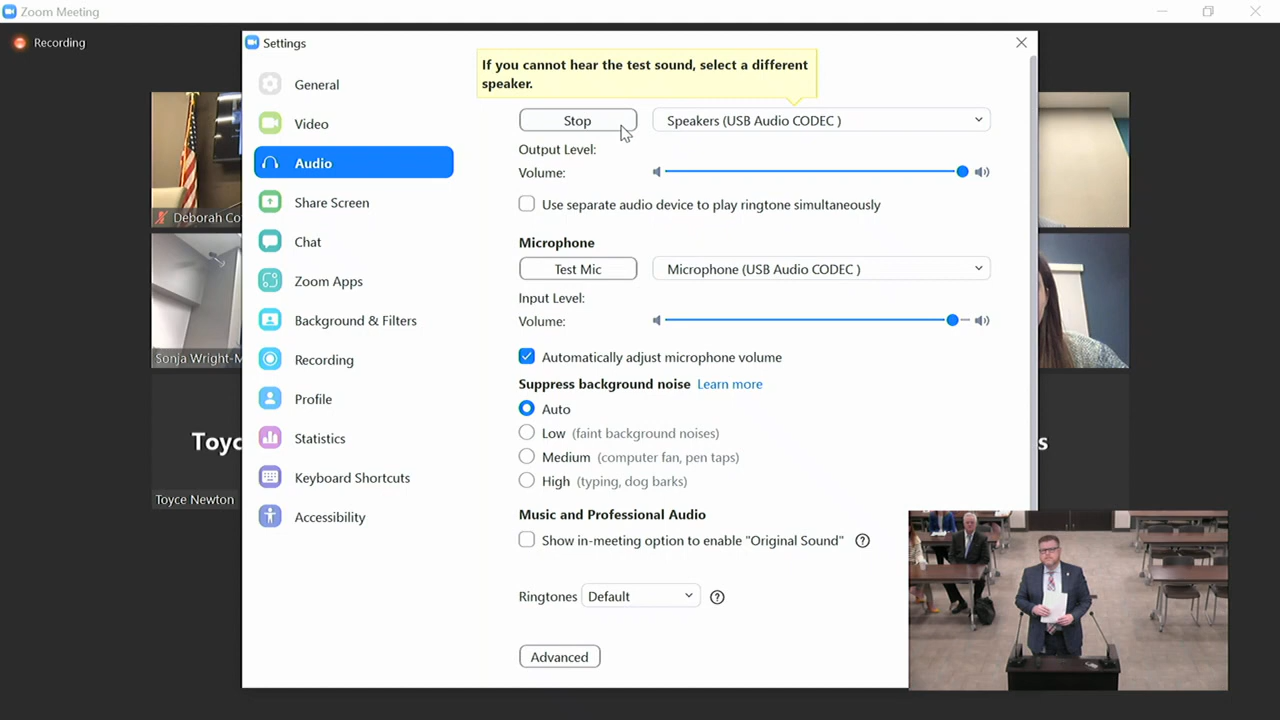 Zoom Meeting
Recording
Settings
If you cannot hear the test sound, select a different
speaker.
General
Video
Audio
Share Screen
Chat
Zoom Apps
Background & Filters
Recording
Profile
Statistics
Keyboard Shortcuts
Accessibility
Stop
Speakers (USB Audio CODEC )
Output Level:
Volume:
Use separate audio device to play ringtone simultaneously
Microphone
Test Mic
Microphone (USB Audio CODEC )
Input Level:
Volume:
Automatically adjust microphone volume
Suppress background noise Learn more
Auto
Low (faint background noises)
Medium (computer fan, pen taps)
High (typing, dog barks)
Music and Professional Audio
Show in-meeting option to enable "Original Sound" ?
Ringtones Default ?
Advanced
Deborah Co
Sonja Wright-M
Toyc
s
Toyce Newton